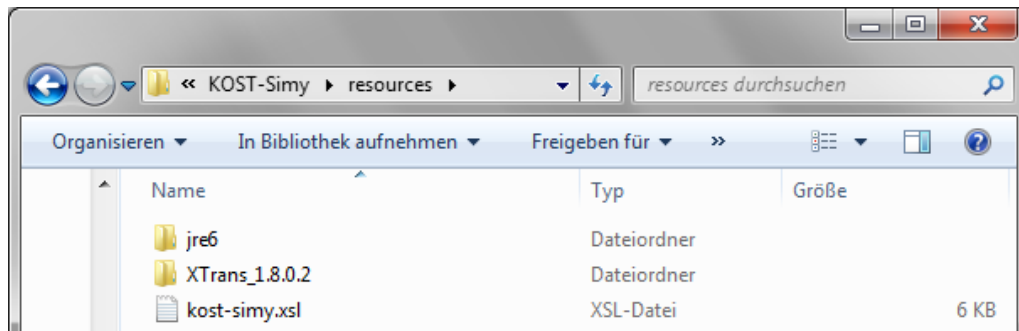 « KOST-Simy resources resources durchsuchen
Organisieren In Bibliothek aufnehmen Freigeben für »
Name Typ Größe
jre6 Dateiordner
XTrans_1.8.0.2 Dateiordner
kost-simy.xsl XSL-Datei 6 KB